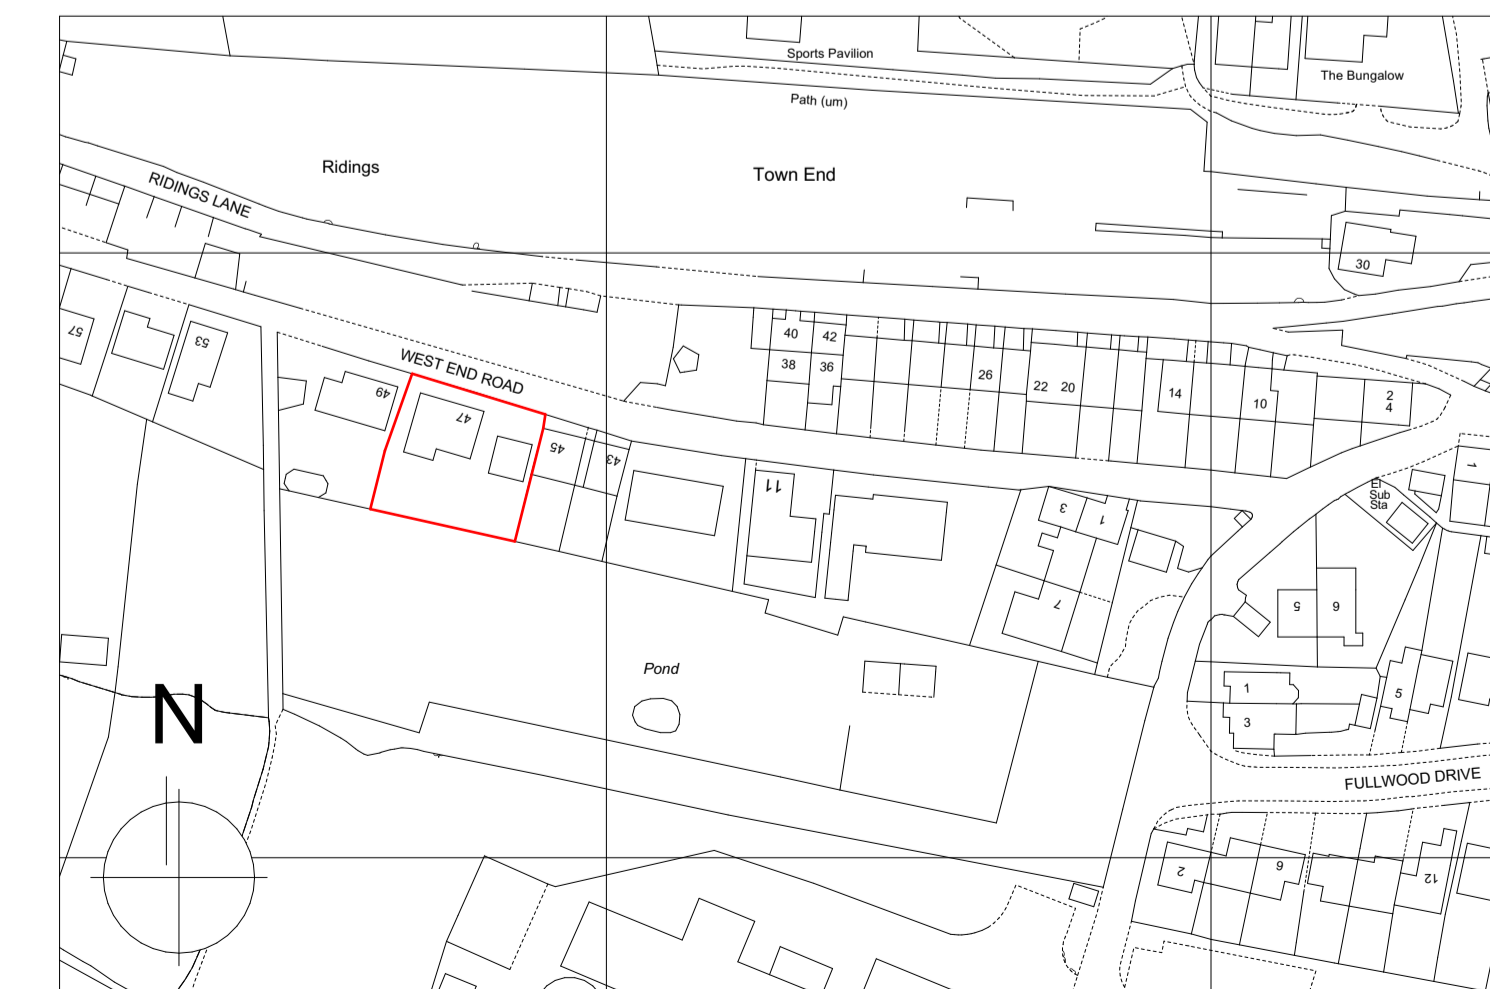 Sports Pavilion
The Bungalow
Path (um)
Ridings
Town End
RIDINGS LANE
30
57
53
WEST END ROAD
49
47
45
43
40
42
38
36
26
22
20
14
10
2
4
11
3
1
7
El
Sub
Sta
1
5
6
Pond
1
3
5
N
FULLWOOD DRIVE
2
6
12